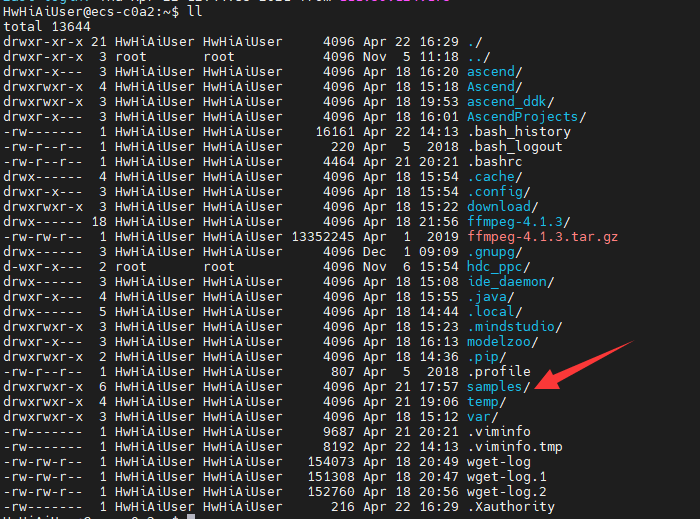 HwHiAiUser@ecs-c0a2:~$ ll
total 13644
drwxr-xr-x 21 HwHiAiUser HwHiAiUser     4096 Apr 22 16:29 ./
drwxr-xr-x  3 root       root           4096 Nov  5 11:18 ../
drwxr-x---  3 HwHiAiUser HwHiAiUser     4096 Apr 18 16:20 ascend/
drwxrwxr-x  4 HwHiAiUser HwHiAiUser     4096 Apr 18 15:18 Ascend/
drwxrwxr-x  3 HwHiAiUser HwHiAiUser     4096 Apr 18 19:53 ascend_ddk/
drwxr-x---  3 HwHiAiUser HwHiAiUser     4096 Apr 18 16:01 AscendProjects/
-rw-------  1 HwHiAiUser HwHiAiUser    16161 Apr 22 14:13 .bash_history
-rw-r--r--  1 HwHiAiUser HwHiAiUser      220 Apr  5  2018 .bash_logout
-rw-r--r--  1 HwHiAiUser HwHiAiUser     4464 Apr 21 20:21 .bashrc
drwx------  4 HwHiAiUser HwHiAiUser     4096 Apr 18 15:54 .cache/
drwxr-x---  3 HwHiAiUser HwHiAiUser     4096 Apr 18 15:54 .config/
drwxrwxr-x  3 HwHiAiUser HwHiAiUser     4096 Apr 18 15:22 download/
drwx------ 18 HwHiAiUser HwHiAiUser     4096 Apr 18 21:56 ffmpeg-4.1.3/
-rw-rw-r--  1 HwHiAiUser HwHiAiUser 13352245 Apr  1  2019 ffmpeg-4.1.3.tar.gz
drwx------  3 HwHiAiUser HwHiAiUser     4096 Dec  1 09:09 .gnupg/
d-wxr-x---  2 root       root           4096 Nov  6 15:54 hdc_ppc/
drwxr-x---  3 HwHiAiUser HwHiAiUser     4096 Apr 18 15:08 ide_daemon/
drwxr-x---  4 HwHiAiUser HwHiAiUser     4096 Apr 18 15:55 .java/
drwx------  5 HwHiAiUser HwHiAiUser     4096 Apr 18 14:44 .local/
drwxrwxr-x  3 HwHiAiUser HwHiAiUser     4096 Apr 18 15:23 .mindstudio/
drwxr-x---  3 HwHiAiUser HwHiAiUser     4096 Apr 18 16:13 modelzoo/
drwxrwxr-x  2 HwHiAiUser HwHiAiUser     4096 Apr 18 14:36 .pip/
-rw-r--r--  1 HwHiAiUser HwHiAiUser      807 Apr  5  2018 .profile
drwxrwxr-x  6 HwHiAiUser HwHiAiUser     4096 Apr 21 17:57 samples/
drwxrwxr-x  4 HwHiAiUser HwHiAiUser     4096 Apr 21 19:06 temp/
drwxrwxr-x  3 HwHiAiUser HwHiAiUser     4096 Apr 18 15:12 var/
-rw-------  1 HwHiAiUser HwHiAiUser     9687 Apr 21 20:21 .viminfo
-rw-------  1 HwHiAiUser HwHiAiUser     8192 Apr 22 14:13 .viminfo.tmp
-rw-rw-r--  1 HwHiAiUser HwHiAiUser   154073 Apr 18 20:49 wget-log
-rw-rw-r--  1 HwHiAiUser HwHiAiUser   151308 Apr 18 20:47 wget-log.1
-rw-rw-r--  1 HwHiAiUser HwHiAiUser   152760 Apr 18 20:56 wget-log.2
-rw-------  1 HwHiAiUser HwHiAiUser      216 Apr 22 16:29 .Xauthority
HwHiAiUser@ecs-c0a2:~$